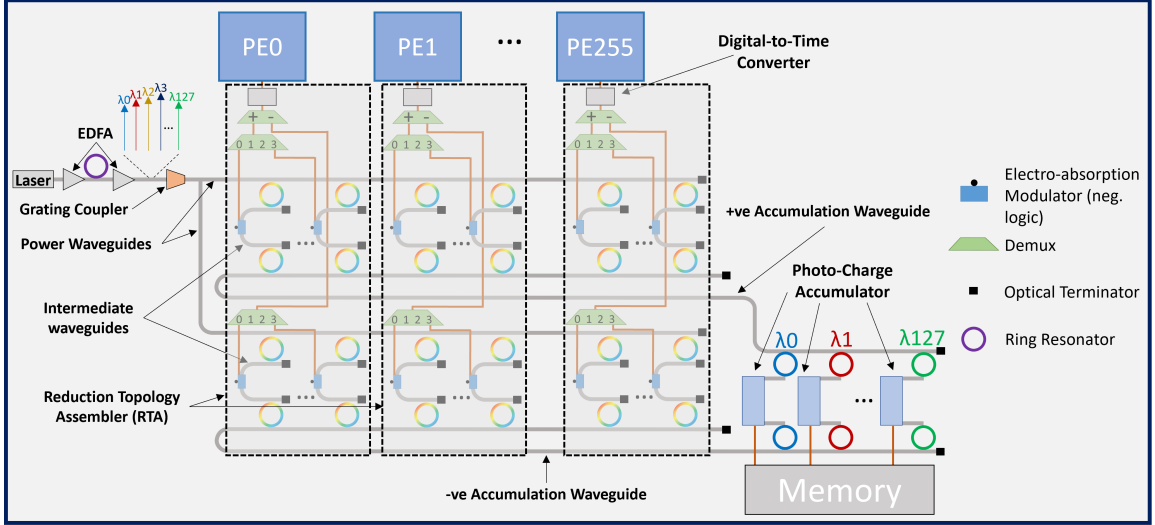 PE0
PE1
...
PE255
Digital-to-Time
Converter
λ0 λ1 λ2 λ3 ... λ127
EDFA
Laser
Grating Coupler
Power Waveguides
Intermediate
waveguides
Reduction Topology
Assembler (RTA)
+ -
+ -
+ -
0 1 2 3
0 1 2 3
0 1 2 3
...
...
...
0 1 2 3
0 1 2 3
0 1 2 3
...
...
...
+ve Accumulation Waveguide
Photo-Charge
Accumulator
λ0 λ1 λ127
...
Memory
-ve Accumulation Waveguide
Electro-absorption
Modulator (neg.
logic)
Demux
Optical Terminator
Ring Resonator